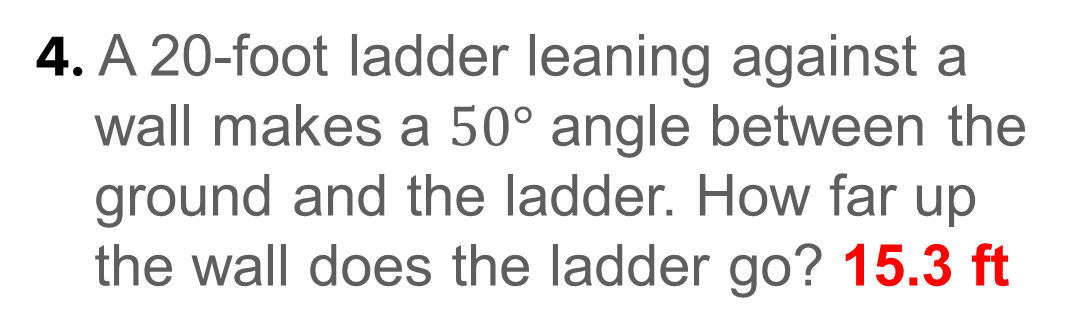 4. A 20-foot ladder leaning against a
wall makes a 50° angle between the
ground and the ladder. How far up
the wall does the ladder go? 15.3 ft